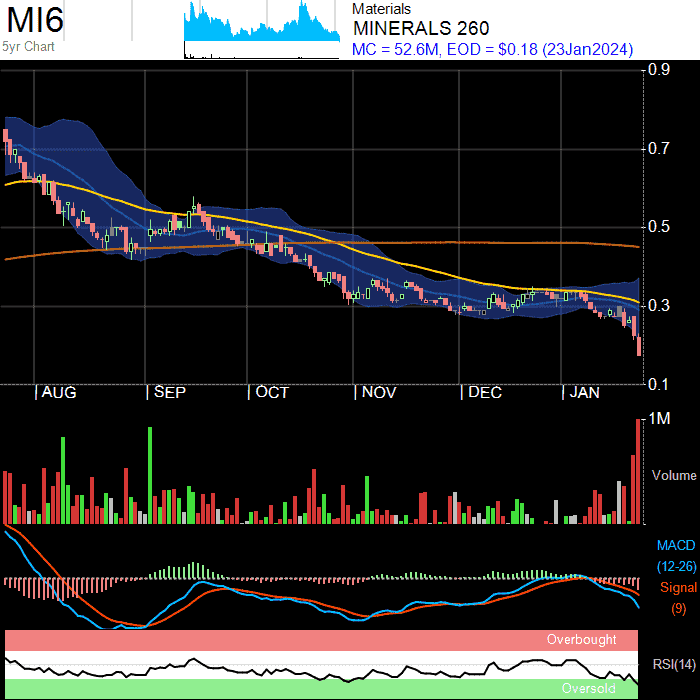 MI6
5yr Chart
Materials
MINERALS 260
MC = 52.6M, EOD = $0.18 (23Jan2024)
0.9
0.7
0.5
0.3
0.1
AUG SEP OCT NOV DEC JAN
1M
Volume
MACD
(12-26)
Signal
(9)
Overbought
RSI(14)
Oversold